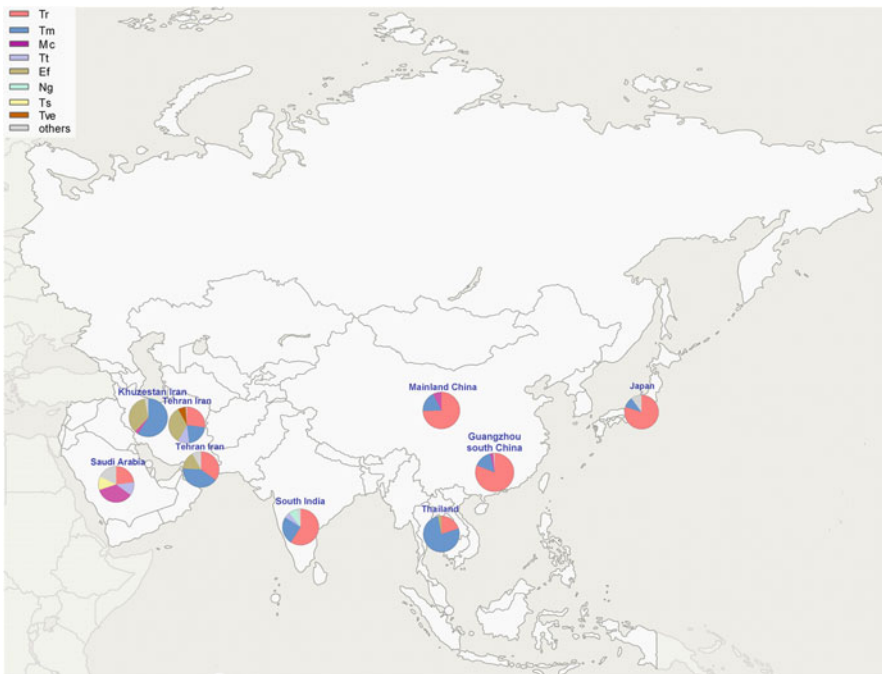 Tr
Tm
Mc
Tt
Ef
Ng
Ts
Tve
others
Khuzestan Iran
Tehran Iran
Mainland China
Japan
Guangzhou
south China
Tehran Iran
Saudi Arabia
South India
Thailand